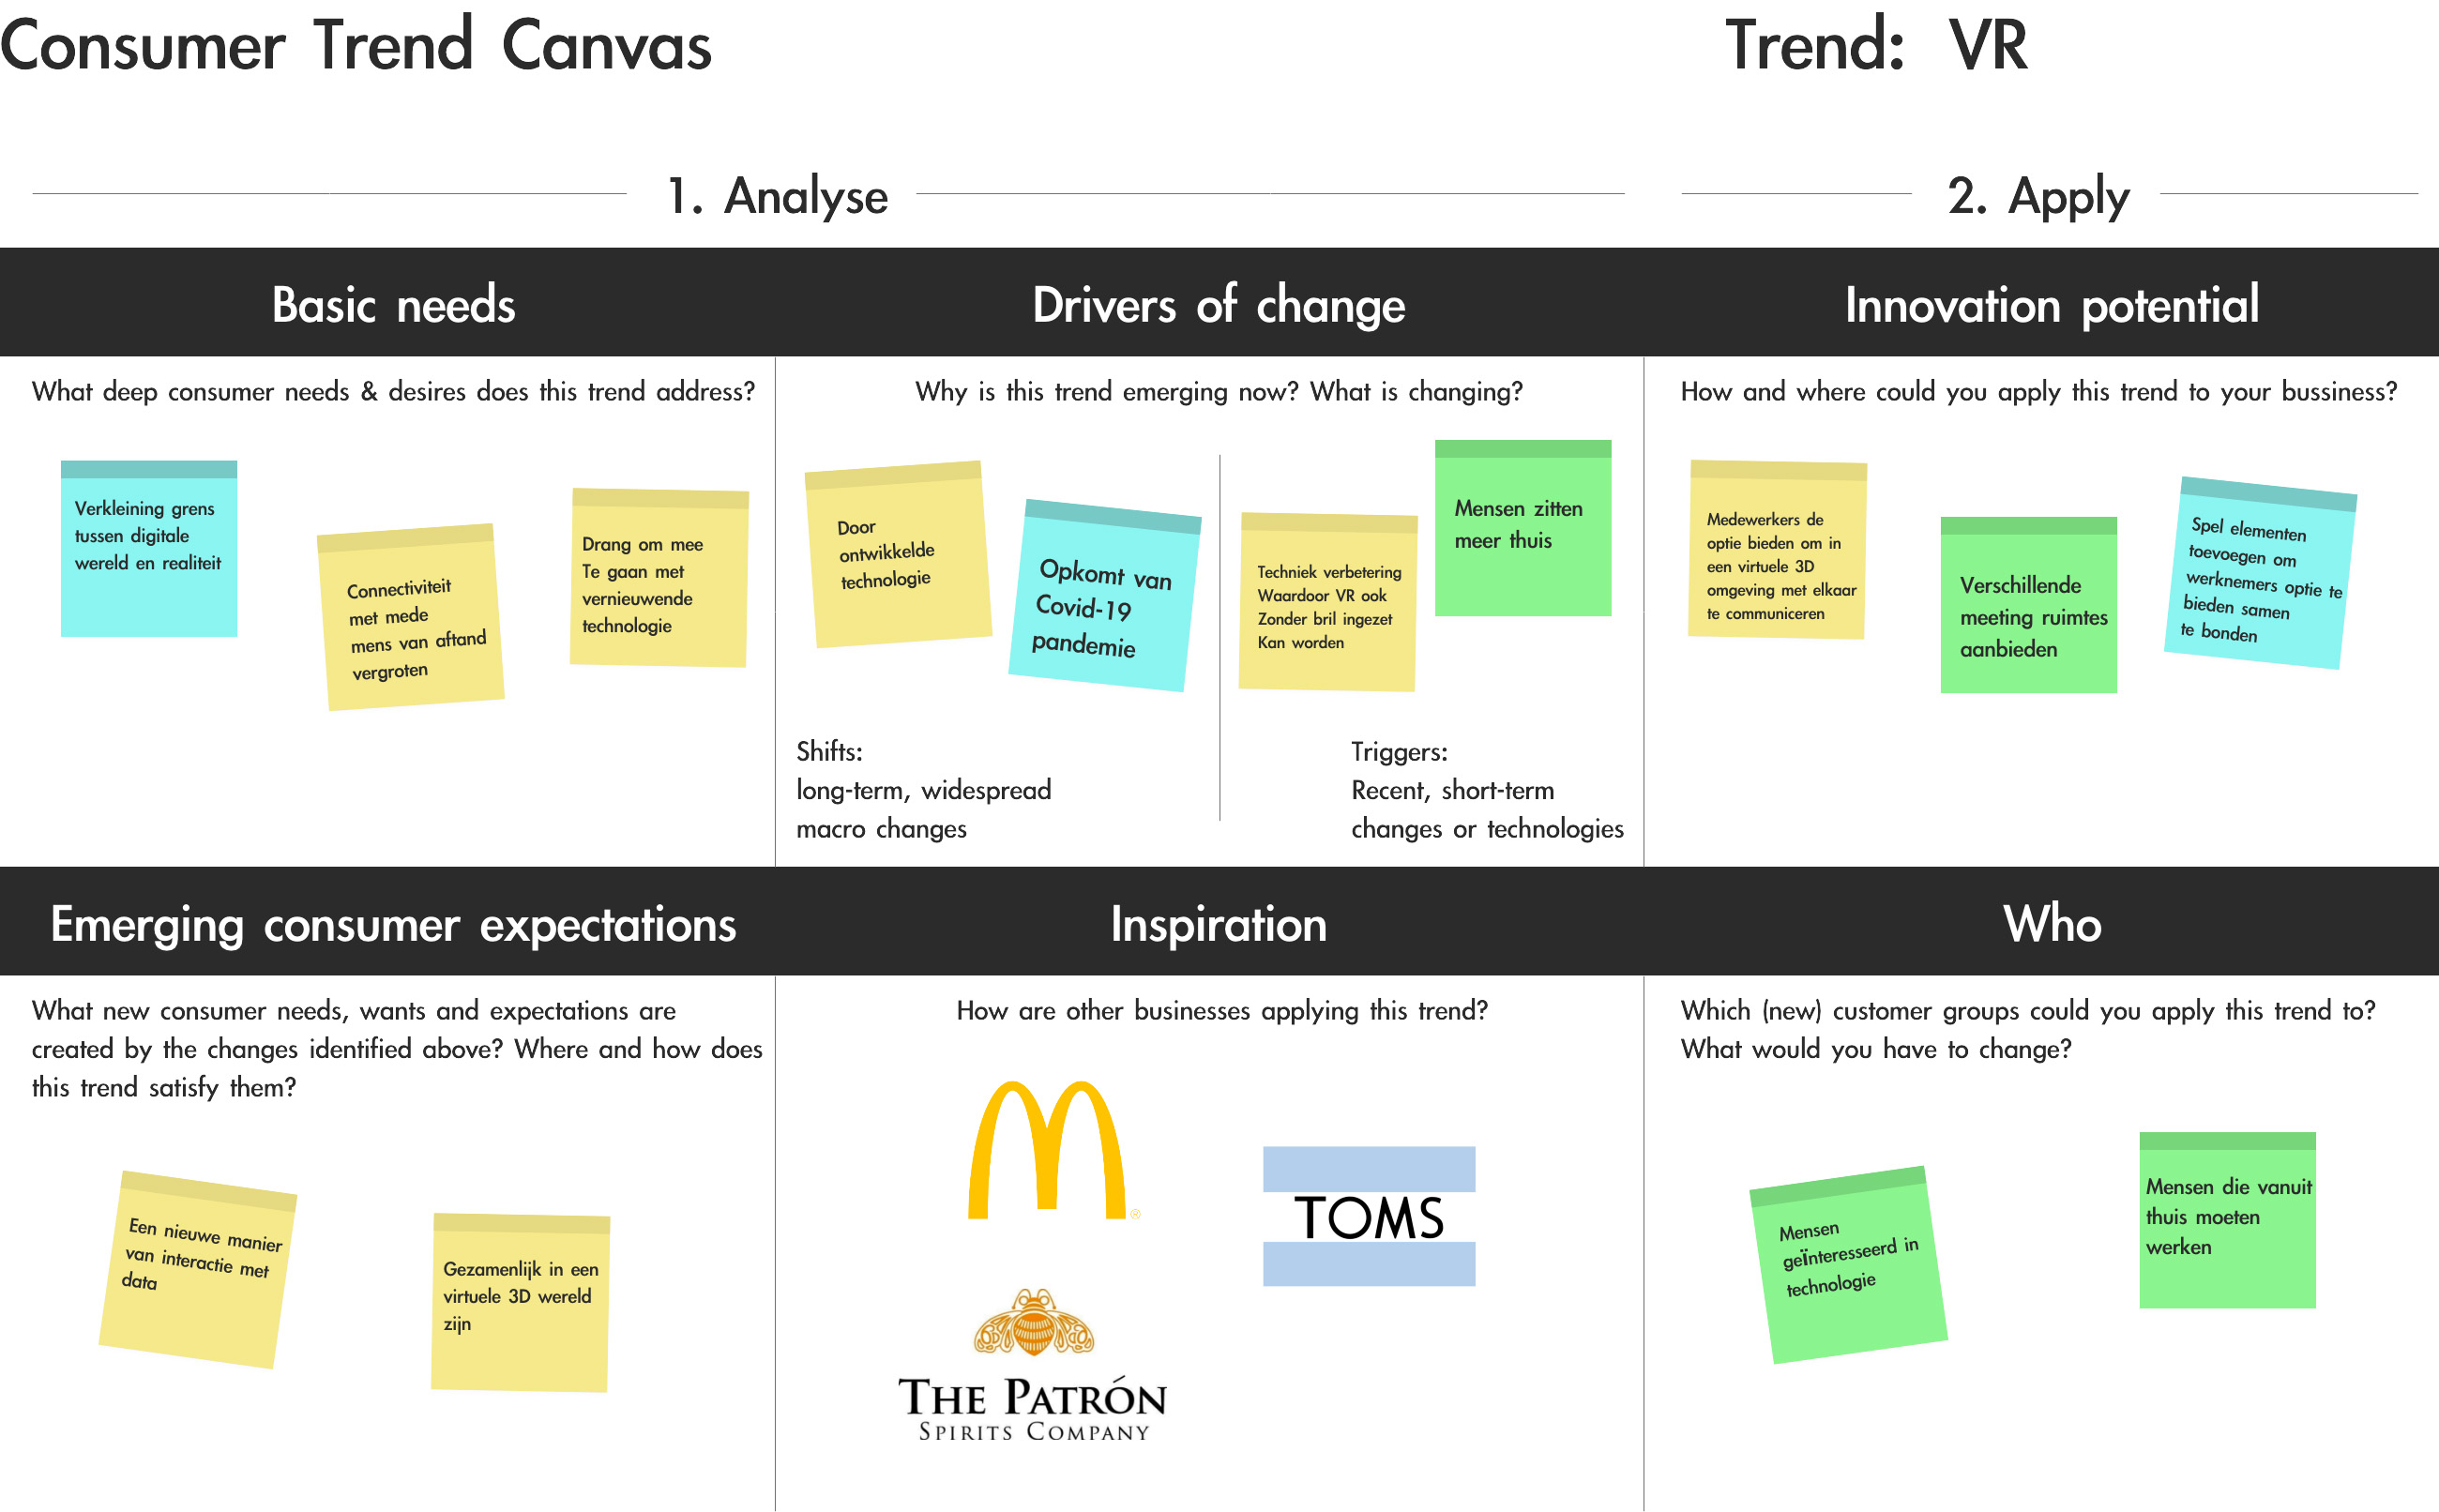 Consumer Trend Canvas
Trend: VR
1. Analyse
2. Apply
Basic needs
Drivers of change
Innovation potential
What deep consumer needs & desires does this trend address?
Why is this trend emerging now? What is changing?
How and where could you apply this trend to your bussiness?
Verkleining grens
tussen digitale
wereld en realiteit
Connectiviteit
met mede
mens van aftand
vergroten
Drang om mee
Te gaan met
vernieuwende
technologie
Door
ontwikkelde
technologie
Opkomt van
Covid-19
pandemie
Techniek verbetering
Waardoor VR ook
Zonder bril ingezet
Kan worden
Mensen zitten
meer thuis
Shifts:
long-term, widespread
macro changes
Triggers:
Recent, short-term
changes or technologies
Medewerkers de
optie bieden om in
een virtuele 3D
omgeving met elkaar
te communiceren
Verschillende
meeting ruimtes
aanbieden
Spel elementen
toevoegen om
werknemers optie te
bieden samen
te bonden
Emerging consumer expectations
Inspiration
Who
What new consumer needs, wants and expectations are
created by the changes identified above? Where and how does
this trend satisfy them?
How are other businesses applying this trend?
Which (new) customer groups could you apply this trend to?
What would you have to change?
Een nieuwe manier
van interactie met
data
Gezamenlijk in een
virtuele 3D wereld
zijn
®
TOMS
THE PATRÓN
SPIRITS COMPANY
Mensen
geïnteresseerd in
technologie
Mensen die vanuit
thuis moeten
werken